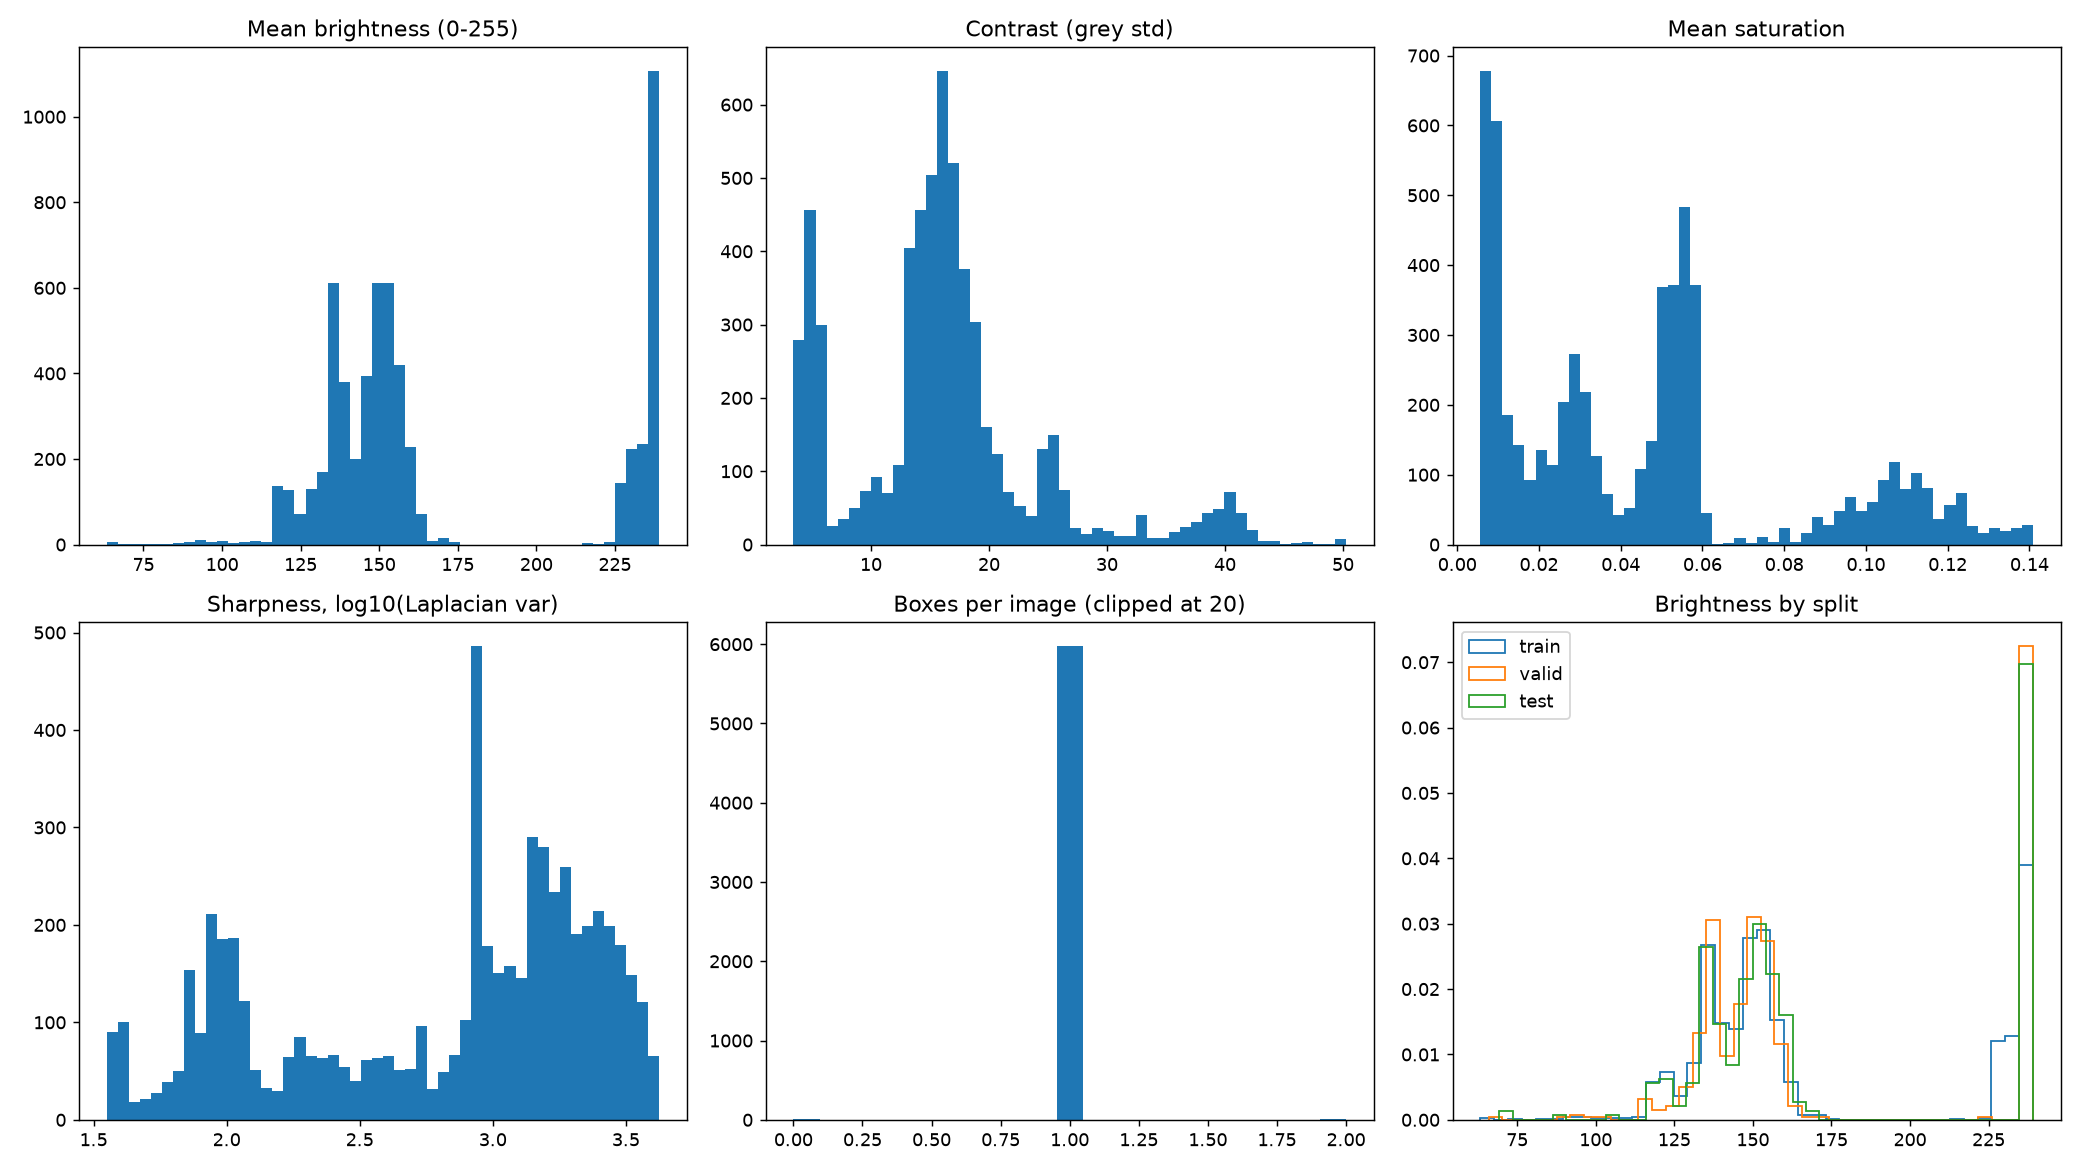 Mean brightness (0-255)
1000
800
600
400
200
0
75 100 125 150 175 200 225
Contrast (grey std)
600
500
400
300
200
100
0
10 20 30 40 50
Mean saturation
700
600
500
400
300
200
100
0
0.00 0.02 0.04 0.06 0.08 0.10 0.12 0.14
Sharpness, log10(Laplacian var)
500
400
300
200
100
0
1.5 2.0 2.5 3.0 3.5
Boxes per image (clipped at 20)
6000
5000
4000
3000
2000
1000
0
0.00 0.25 0.50 0.75 1.00 1.25 1.50 1.75 2.00
Brightness by split
train
valid
test
0.07
0.06
0.05
0.04
0.03
0.02
0.01
0.00
75 100 125 150 175 200 225